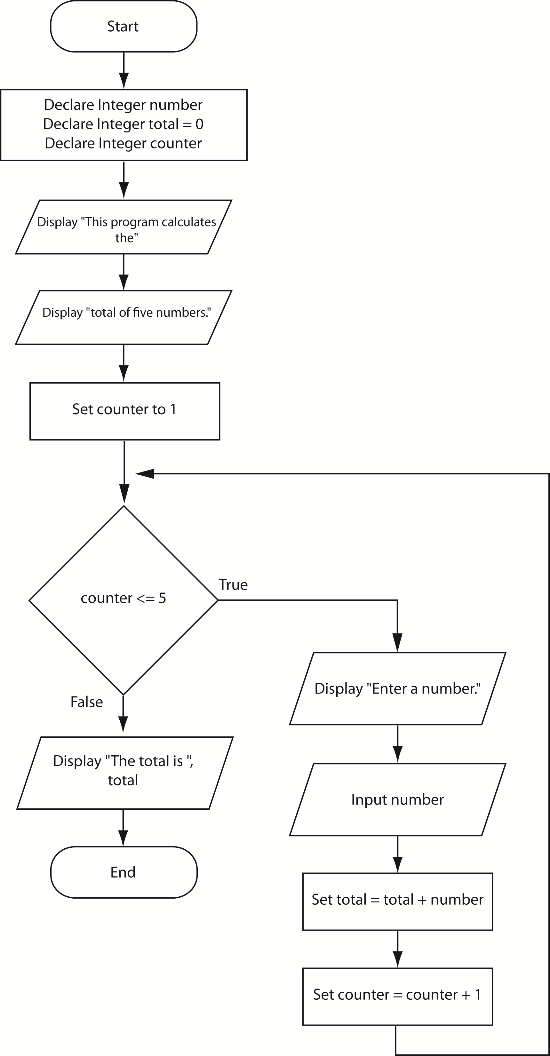 Start
Declare Integer number
Declare Integer total = 0
Declare Integer counter
Display "This program calculates
the"
Display "total of five numbers."
Set counter to 1
counter <= 5
True
False
Display "Enter a number."
Input number
Set total = total + number
Set counter = counter + 1
Display "The total is ",
total
End